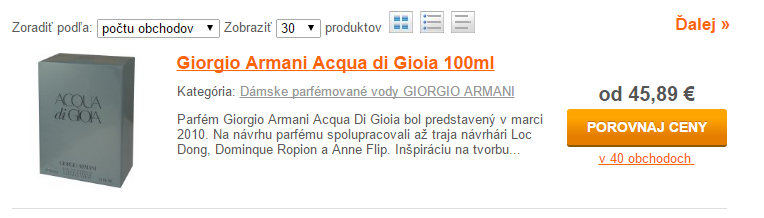 Zoradiť podľa: počtu obchodov Zobraziť 30 produktov Ďalej »
Giorgio Armani Acqua di Gioia 100ml
Kategória: Dámske parfémované vody GIORGIO ARMANI
Parfém Giorgio Armani Acqua Di Gioia bol predstavený v marci
2010. Na návrhu parfému spolupracovali až traja návrhári Loc
Dong, Dominque Ropion a Anne Flip. Inšpiráciu na tvorbu...
od 45,89 €
POROVNAJ CENY
v 40 obchodoch
ACQUA
di GIOIA
GIORGIO ARMANI